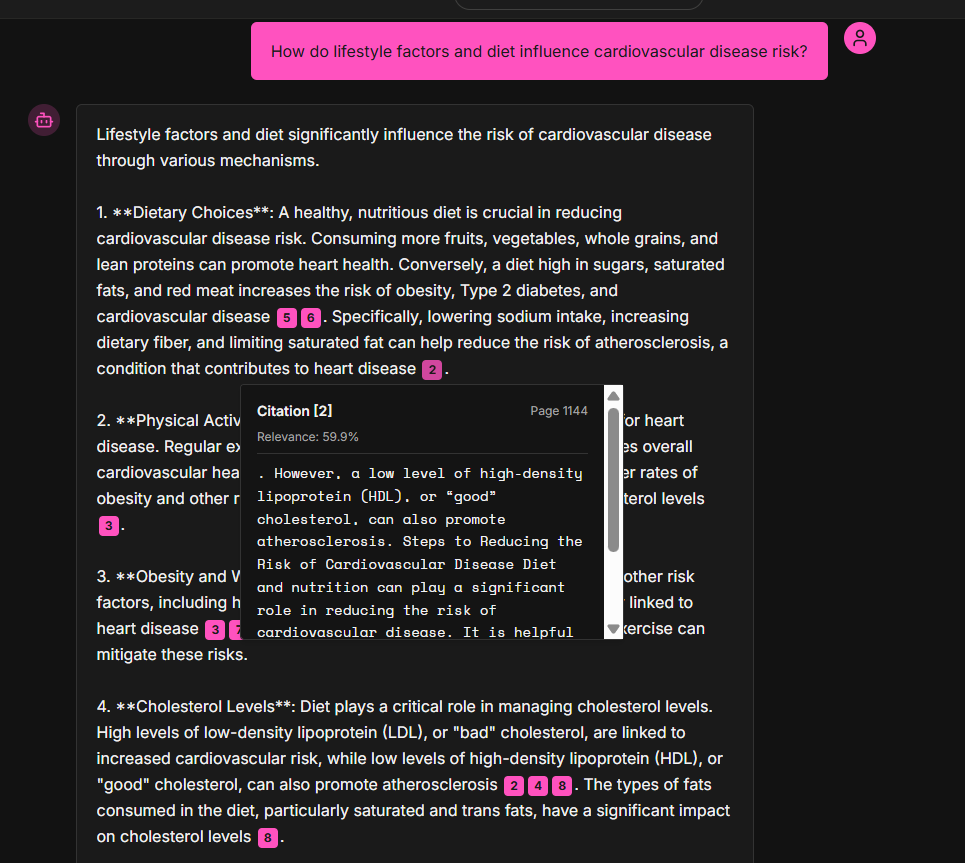 How do lifestyle factors and diet influence cardiovascular disease risk?
Lifestyle factors and diet significantly influence the risk of cardiovascular disease
through various mechanisms.
1. **Dietary Choices**: A healthy, nutritious diet is crucial in reducing
cardiovascular disease risk. Consuming more fruits, vegetables, whole grains, and
lean proteins can promote heart health. Conversely, a diet high in sugars, saturated
fats, and red meat increases the risk of obesity, Type 2 diabetes, and
cardiovascular disease 5 6 . Specifically, lowering sodium intake, increasing
dietary fiber, and limiting saturated fat can help reduce the risk of atherosclerosis, a
condition that contributes to heart disease 2 .
2. **Physical Activ
or heart
disease. Regular ex
es overall
cardiovascular hea
er rates of
obesity and other r
terol levels
3 .
3. **Obesity and W
other risk
factors, including h
linked to
heart disease 3 7
xercise can
mitigate these risks.
Citation [2]
Page 1144
Relevance: 59.9%
. However, a low level of high-density
lipoprotein (HDL), or “good”
cholesterol, can also promote
atherosclerosis. Steps to Reducing the
Risk of Cardiovascular Disease Diet
and nutrition can play a significant
role in reducing the risk of
cardiovascular disease. It is helpful
4. **Cholesterol Levels**: Diet plays a critical role in managing cholesterol levels.
High levels of low-density lipoprotein (LDL), or "bad" cholesterol, are linked to
increased cardiovascular risk, while low levels of high-density lipoprotein (HDL), or
"good" cholesterol, can also promote atherosclerosis 2 4 8 . The types of fats
consumed in the diet, particularly saturated and trans fats, have a significant impact
on cholesterol levels 8 .